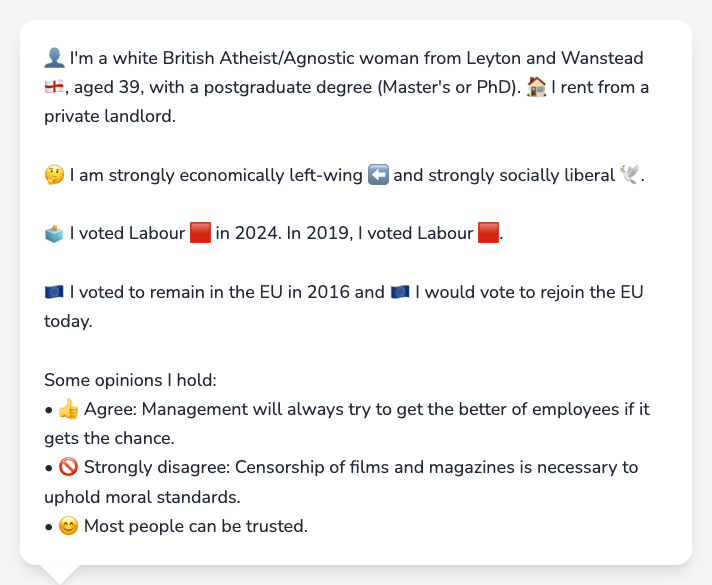 👤 I'm a white British Atheist/Agnostic woman from Leyton and Wanstead
🏴󠁧󠁢󠁥󠁮󠁧󠁿, aged 39, with a postgraduate degree (Master's or PhD). 🏠 I rent from a
private landlord.
🤔 I am strongly economically left-wing ⬅️ and strongly socially liberal 🕊️.
🗳️ I voted Labour 🟥 in 2024. In 2019, I voted Labour 🟥.
🇪🇺 I voted to remain in the EU in 2016 and 🇪🇺 I would vote to rejoin the EU
today.
Some opinions I hold:
• 👍 Agree: Management will always try to get the better of employees if it
gets the chance.
• 🚫 Strongly disagree: Censorship of films and magazines is necessary to
uphold moral standards.
• 😊 Most people can be trusted.